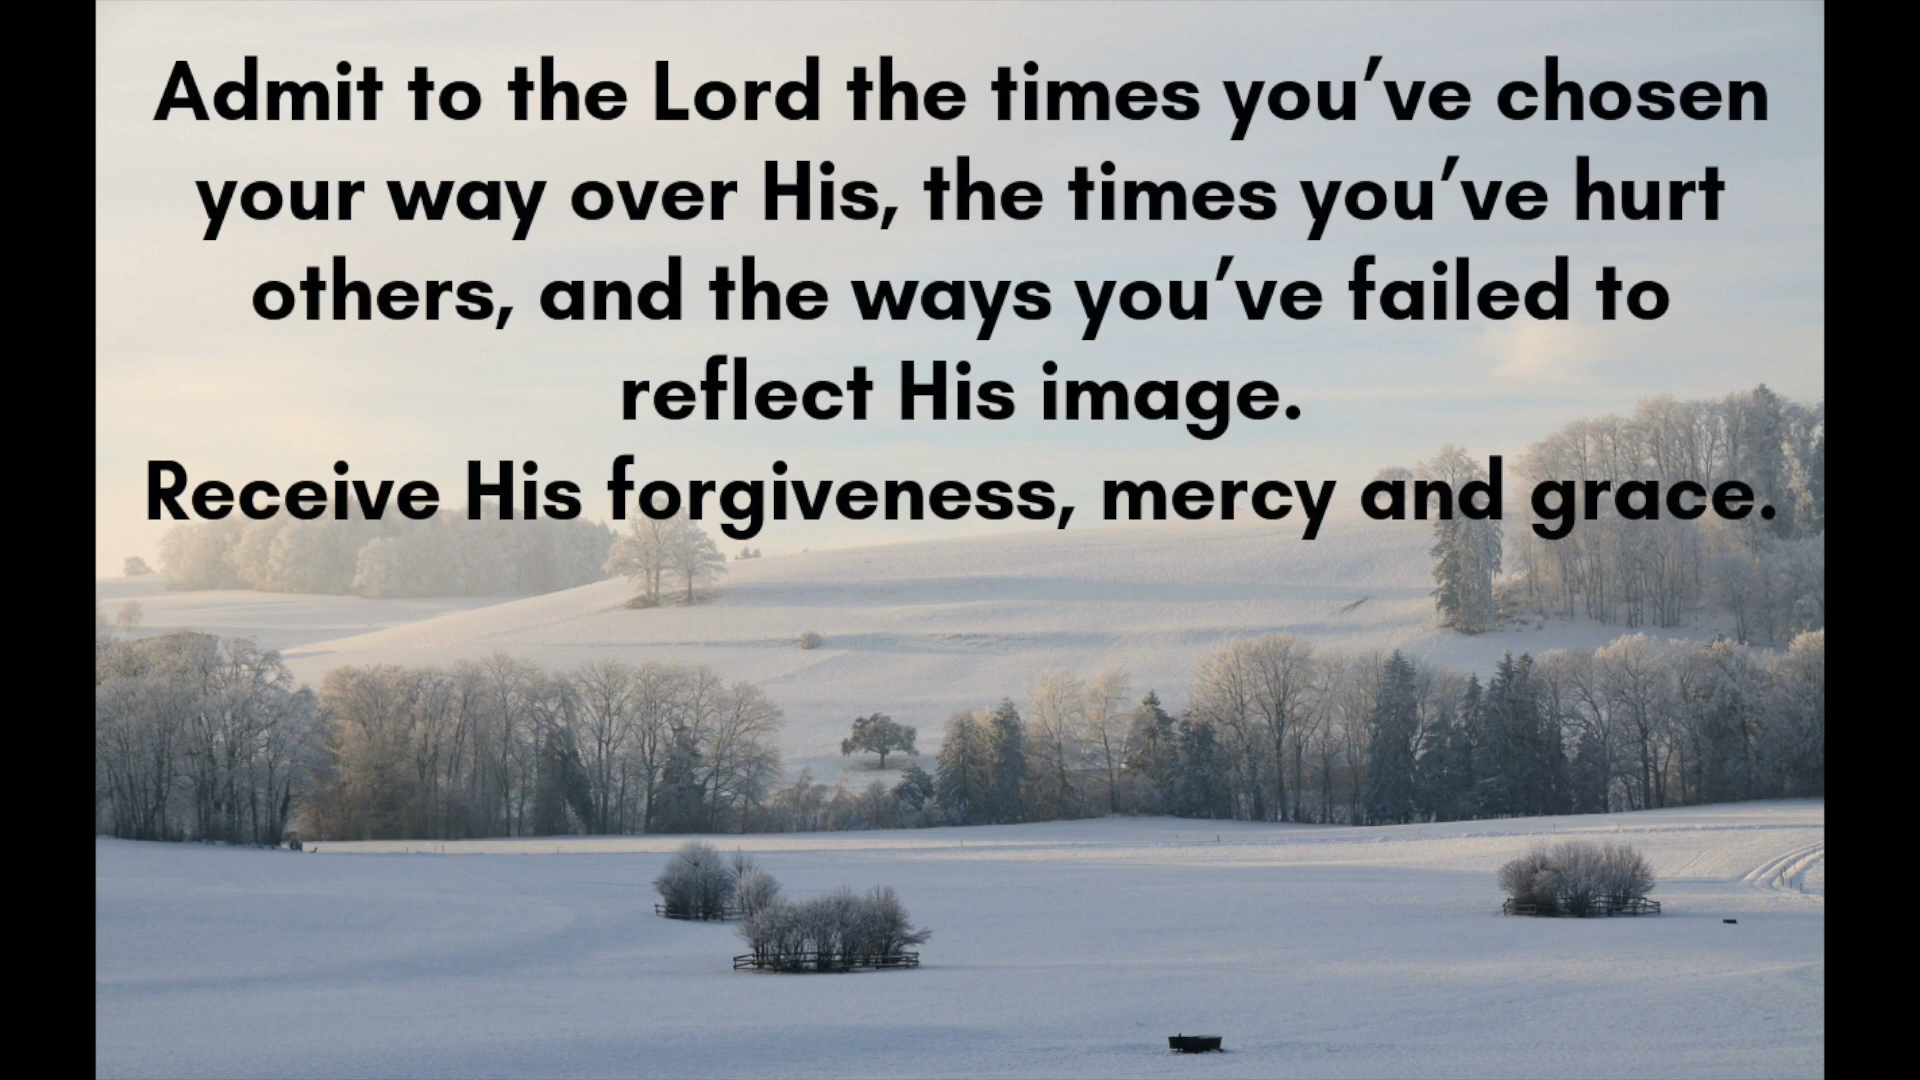 Admit to the Lord the times you’ve chosen
your way over His, the times you’ve hurt
others, and the ways you’ve failed to
reflect His image.
Receive His forgiveness, mercy and grace.